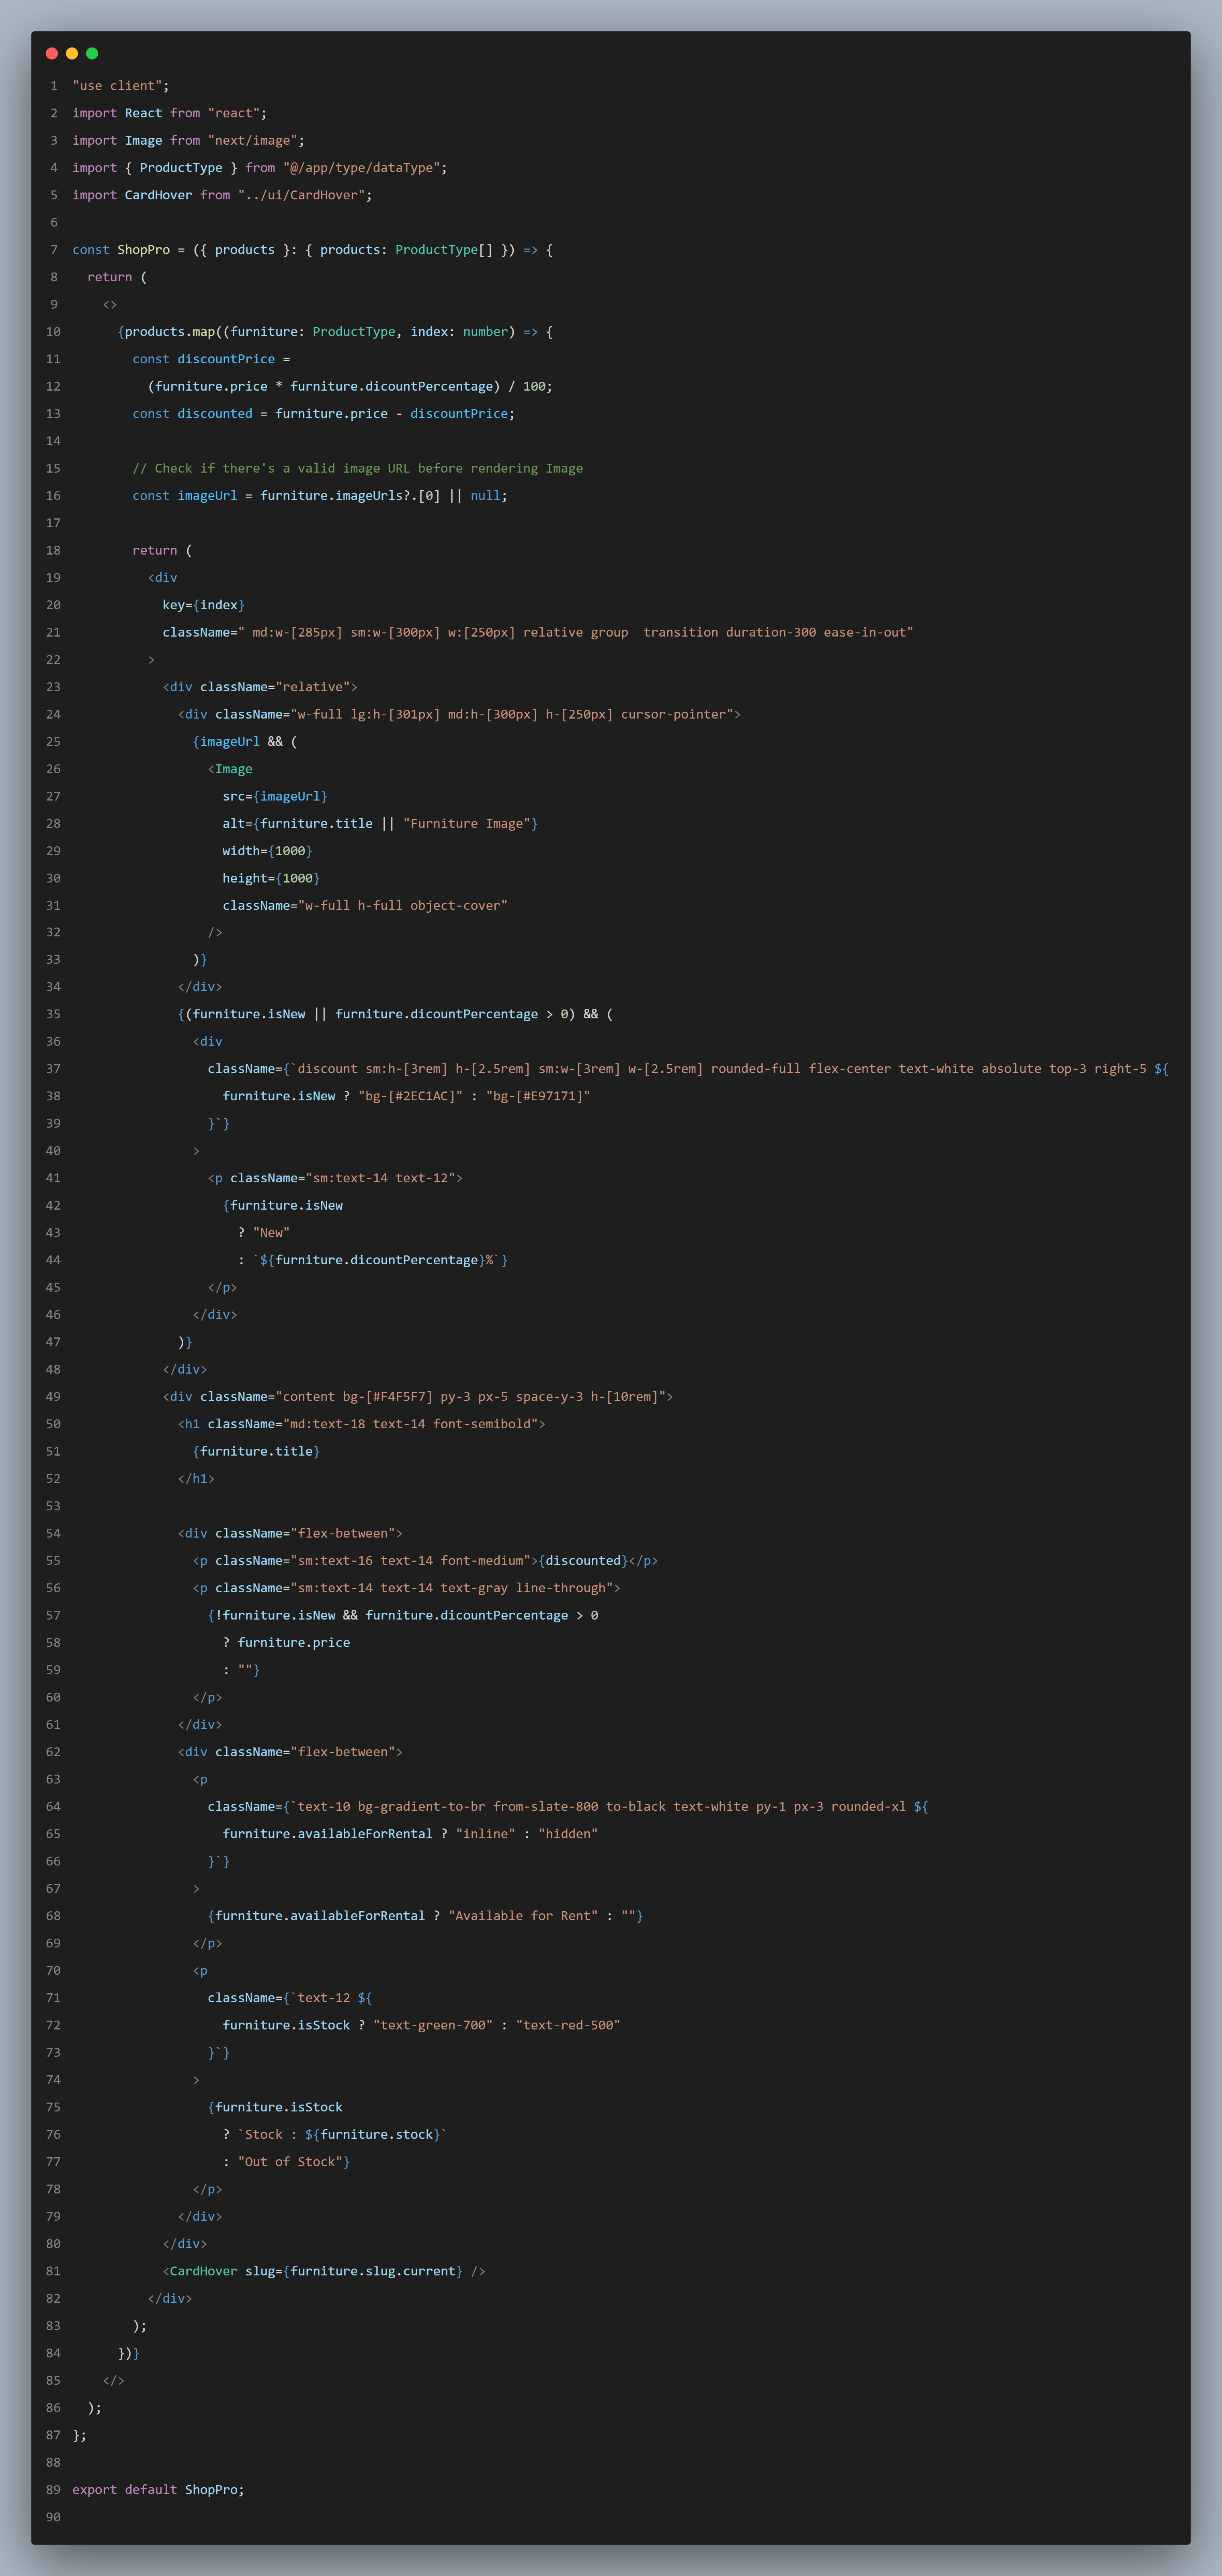 1 "use client";
2 import React from "react";
3 import Image from "next/image";
4 import { ProductType } from "@/app/type/dataType";
5 import CardHover from "../ui/CardHover";
6
7 const ShopPro = ({ products }: { products: ProductType[] }) => {
8   return (
9     <>
10       {products.map((furniture: ProductType, index: number) => {
11         const discountPrice =
12           (furniture.price * furniture.dicountPercentage) / 100;
13         const discounted = furniture.price - discountPrice;
14
15         // Check if there's a valid image URL before rendering Image
16         const imageUrl = furniture.imageUrls?.[0] || null;
17
18         return (
19           <div
20             key={index}
21             className=" md:w-[285px] sm:w-[300px] w:[250px] relative group  transition duration-300 ease-in-out"
22           >
23             <div className="relative">
24               <div className="w-full lg:h-[301px] md:h-[300px] h-[250px] cursor-pointer">
25                 {imageUrl && (
26                   <Image
27                     src={imageUrl}
28                     alt={furniture.title || "Furniture Image"}
29                     width={1000}
30                     height={1000}
31                     className="w-full h-full object-cover"
32                   />
33                 )}
34               </div>
35               {(furniture.isNew || furniture.dicountPercentage > 0) && (
36                 <div
37                   className={`discount sm:h-[3rem] h-[2.5rem] sm:w-[3rem] w-[2.5rem] rounded-full flex-center text-white absolute top-3 right-5 ${
38                     furniture.isNew ? "bg-[#2EC1AC]" : "bg-[#E97171]"
39                   }`}
40                 >
41                   <p className="sm:text-14 text-12">
42                     {furniture.isNew
43                       ? "New"
44                       : `${furniture.dicountPercentage}%`}
45                   </p>
46                 </div>
47               )}
48             </div>
49             <div className="content bg-[#F4F5F7] py-3 px-5 space-y-3 h-[10rem]">
50               <h1 className="md:text-18 text-14 font-semibold">
51                 {furniture.title}
52               </h1>
53
54               <div className="flex-between">
55                 <p className="sm:text-16 text-14 font-medium">{discounted}</p>
56                 <p className="sm:text-14 text-14 text-gray line-through">
57                   {!furniture.isNew && furniture.dicountPercentage > 0
58                     ? furniture.price
59                     : ""}
60                 </p>
61               </div>
62               <div className="flex-between">
63                 <p
64                   className={`text-10 bg-gradient-to-br from-slate-800 to-black text-white py-1 px-3 rounded-xl ${
65                     furniture.availableForRental ? "inline" : "hidden"
66                   }`}
67                 >
68                   {furniture.availableForRental ? "Available for Rent" : ""}
69                 </p>
70                 <p
71                   className={`text-12 ${
72                     furniture.isStock ? "text-green-700" : "text-red-500"
73                   }`}
74                 >
75                   {furniture.isStock
76                     ? `Stock : ${furniture.stock}`
77                     : "Out of Stock"}
78                 </p>
79               </div>
80             </div>
81             <CardHover slug={furniture.slug.current} />
82           </div>
83         );
84       })}
85     </>
86   );
87 };
88
89 export default ShopPro;
90